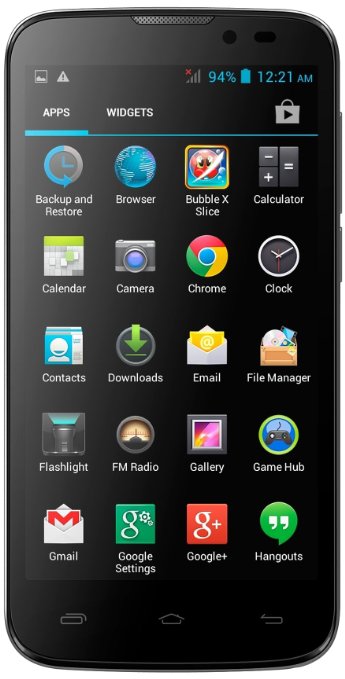 94% 12:21 AM
APPS WIDGETS
Backup and Restore Browser Bubble X Slice Calculator
Calendar Camera Chrome Clock
Contacts Downloads Email File Manager
Flashlight FM Radio Gallery Game Hub
Gmail Google Settings Google+ Hangouts